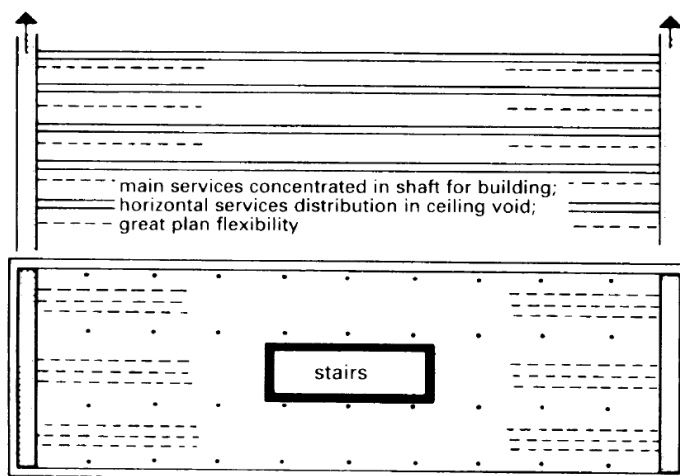 main services concentrated in shaft for building;
horizontal services distribution in ceiling void;
great plan flexibility
stairs